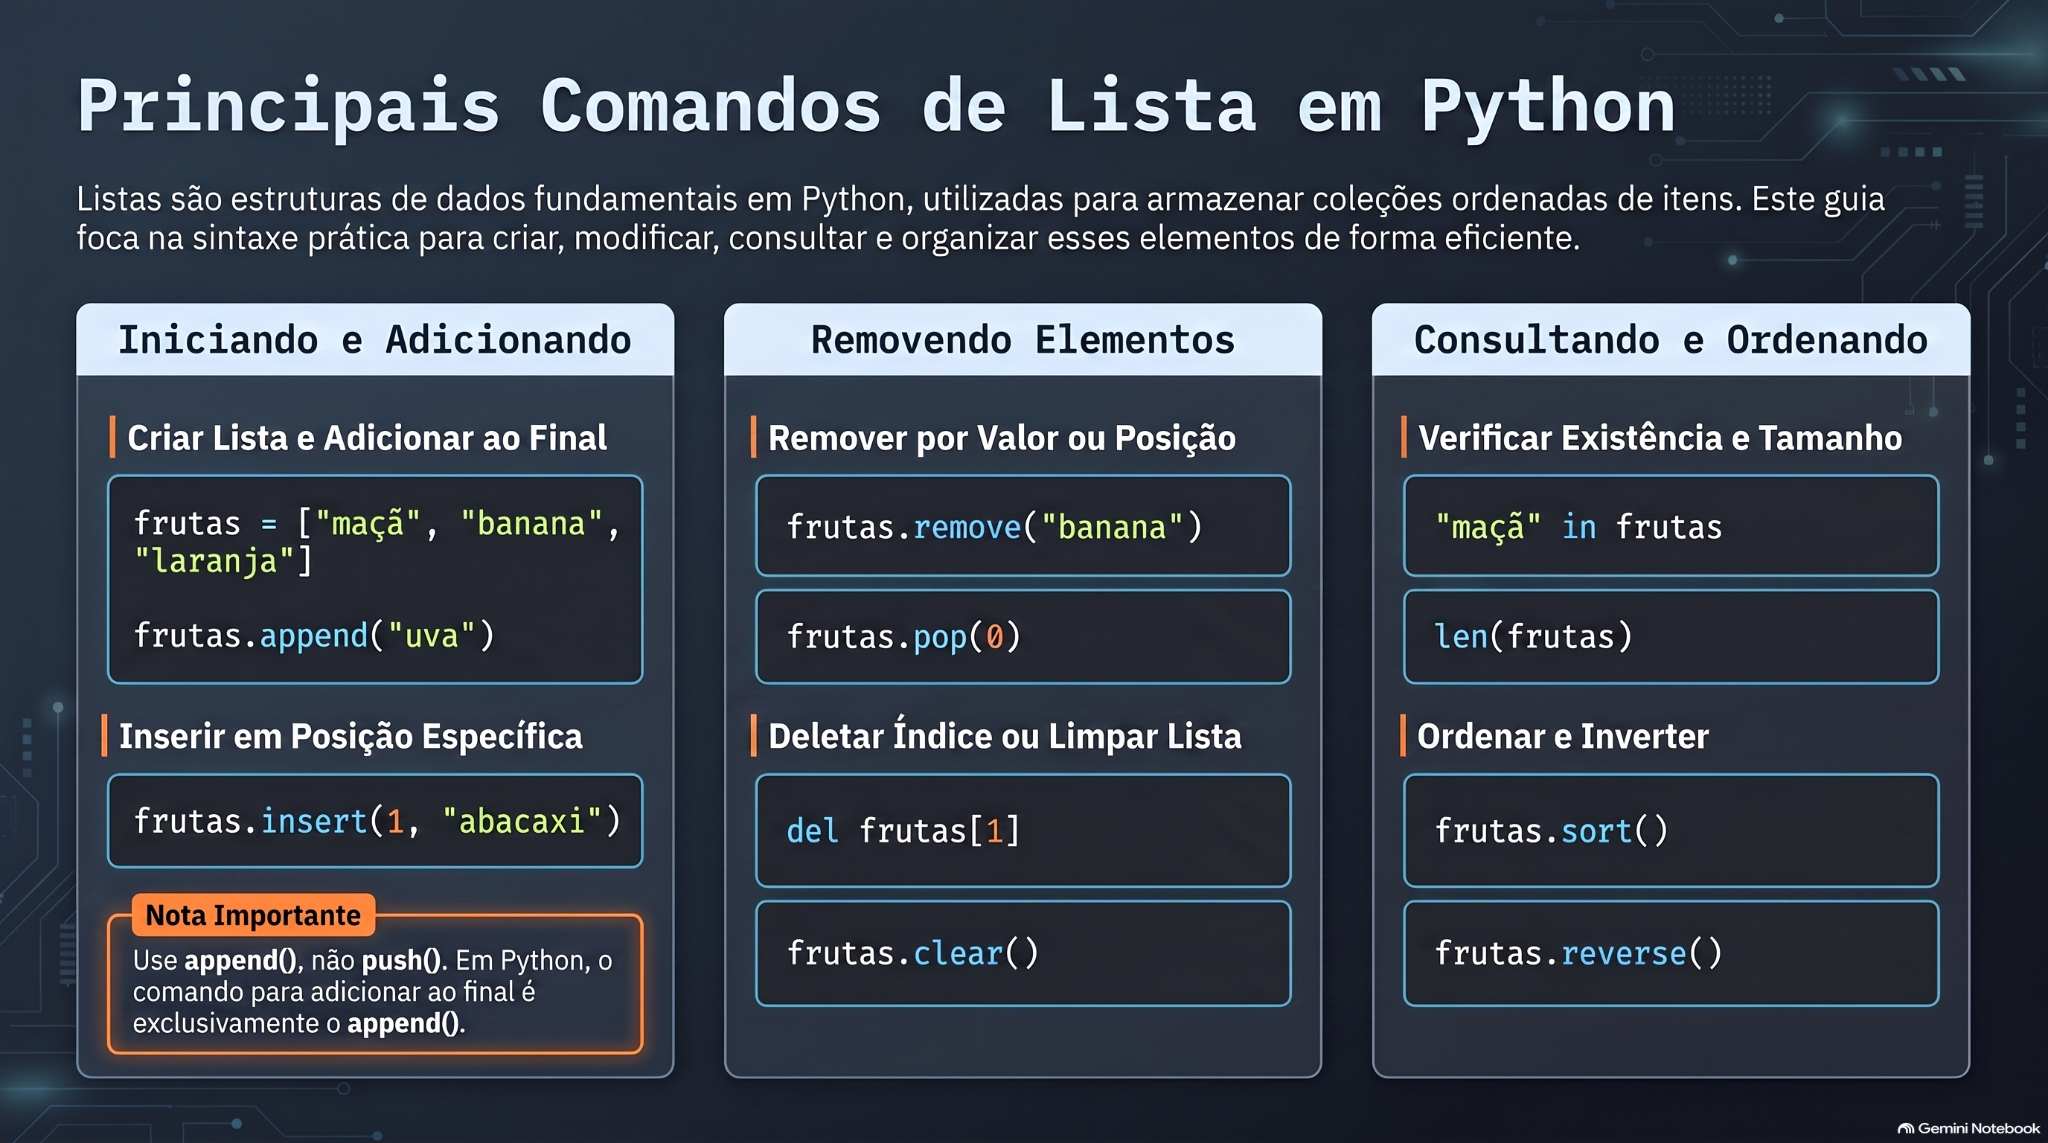 Principais Comandos de Lista em Python
Listas são estruturas de dados fundamentais em Python, utilizadas para armazenar coleções ordenadas de itens. Este guia
foca na sintaxe prática para criar, modificar, consultar e organizar esses elementos de forma eficiente.
Iniciando e Adicionando
Criar Lista e Adicionar ao Final
frutas = ["maçã", "banana",
"laranja"]
frutas.append("uva")
Inserir em Posição Específica
frutas.insert(1, "abacaxi")
Nota Importante
Use append(), não push(). Em Python, o
comando para adicionar ao final é
exclusivamente o append().
Removendo Elementos
Remover por Valor ou Posição
frutas.remove("banana")
frutas.pop(0)
Deletar Índice ou Limpar Lista
del frutas[1]
frutas.clear()
Consultando e Ordenando
Verificar Existência e Tamanho
"maçã" in frutas
len(frutas)
Ordenar e Inverter
frutas.sort()
frutas.reverse()
Gemini Notebook